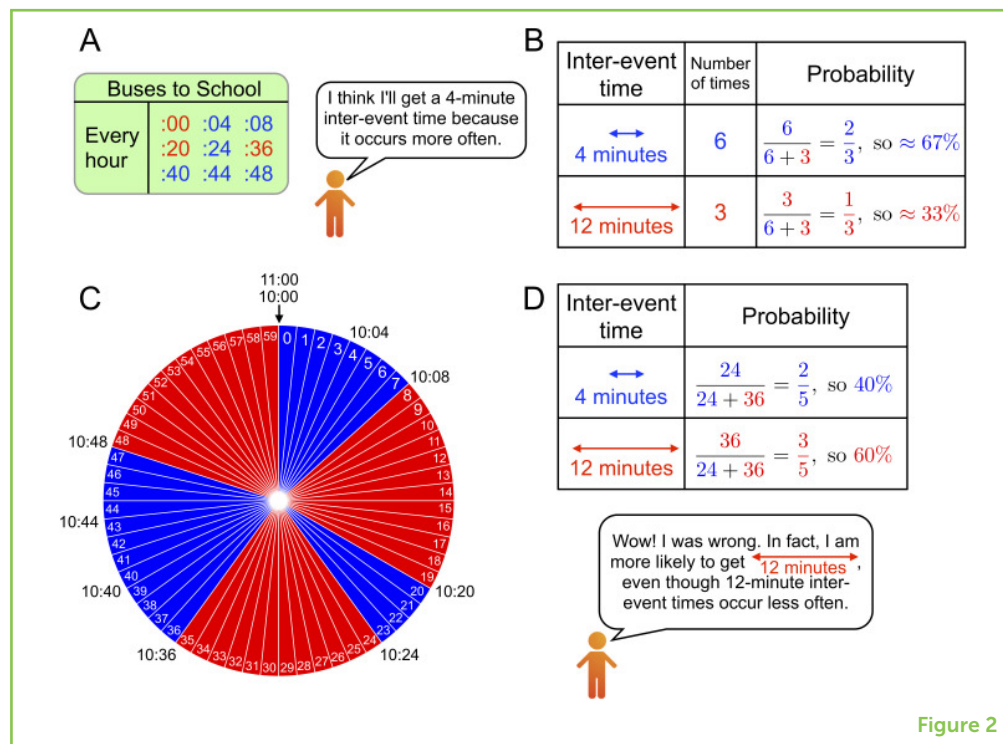 A
Buses to School
Every
hour
:00 :04 :08
:20 :24 :36
:40 :44 :48
I think I'll get a 4-minute
inter-event time because
it occurs more often.
B
Inter-event
time
Number
of times
Probability
4 minutes
6
6/(6 + 3) = 2/3, so ≈ 67%
12 minutes
3
3/(6 + 3) = 1/3, so ≈ 33%
C
11:00
10:00
10:04
10:08
10:20
10:24
10:36
10:40
10:44
10:48
0
1
2
3
4
5
6
7
8
9
10
11
12
13
14
15
16
17
18
19
20
21
22
23
24
25
26
27
28
29
30
31
32
33
34
35
36
37
38
39
40
41
42
43
44
45
46
47
48
49
50
51
52
53
54
55
56
57
58
59
D
Inter-event
time
Probability
4 minutes
24/(24 + 36) = 2/5, so 40%
12 minutes
36/(24 + 36) = 3/5, so 60%
Wow! I was wrong. In fact, I am
more likely to get 12 minutes,
even though 12-minute inter-
event times occur less often.
Figure 2